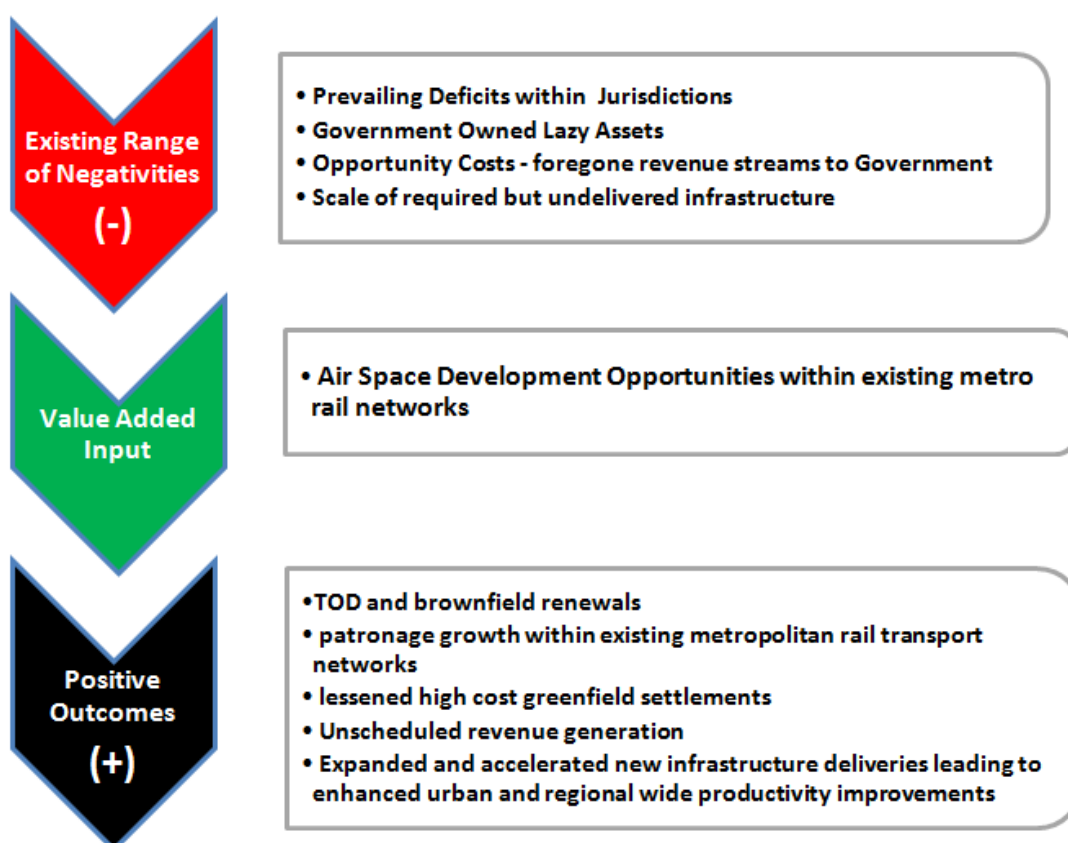 Existing Range
of Negativities
(-)
• Prevailing Deficits within Jurisdictions
• Government Owned Lazy Assets
• Opportunity Costs - foregone revenue streams to Government
• Scale of required but undelivered infrastructure
Value Added
Input
• Air Space Development Opportunities within existing metro
rail networks
Positive
Outcomes
(+)
•TOD and brownfield renewals
• patronage growth within existing metropolitan rail transport
networks
• lessened high cost greenfield settlements
• Unscheduled revenue generation
• Expanded and accelerated new infrastructure deliveries leading to
enhanced urban and regional wide productivity improvements